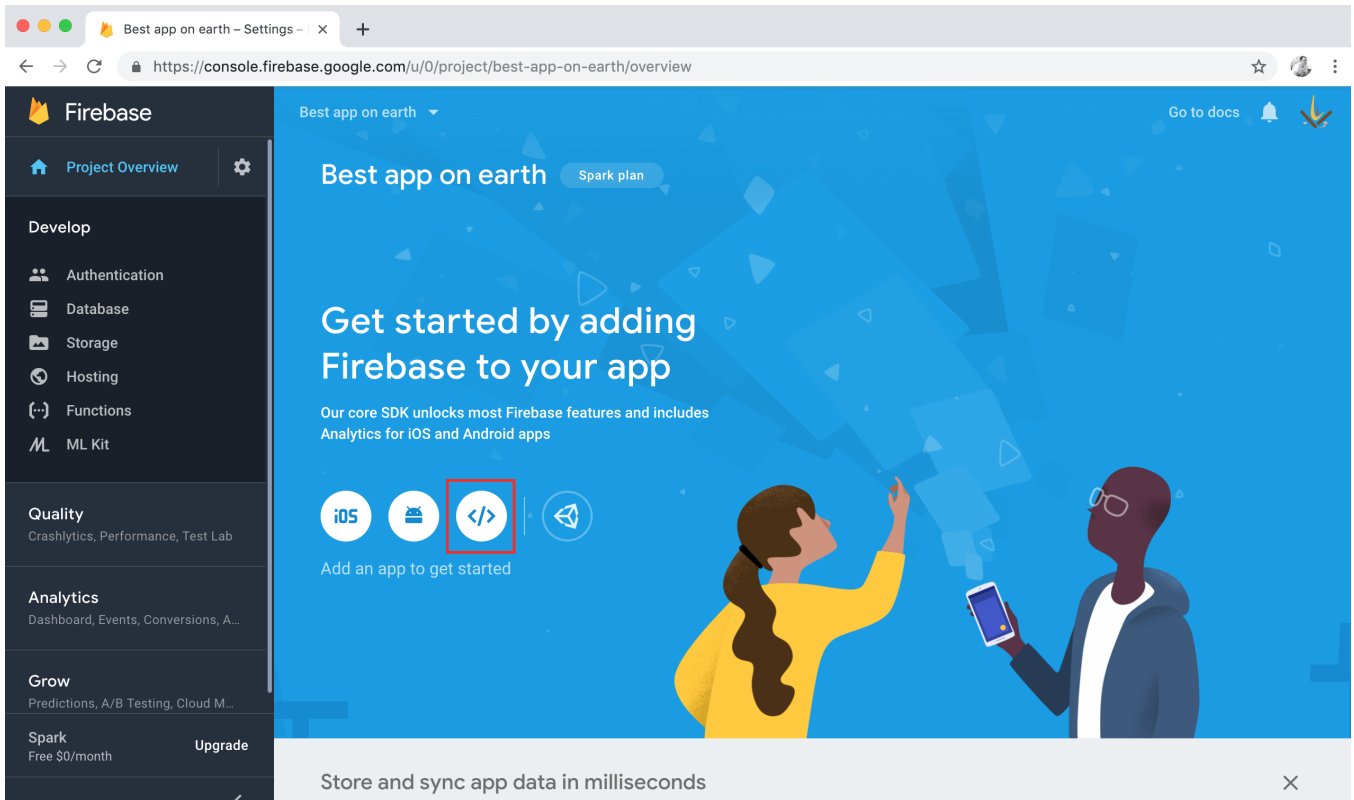 Best app on earth – Settings –
https://console.firebase.google.com/u/0/project/best-app-on-earth/overview
Firebase
Project Overview
Develop
Authentication
Database
Storage
Hosting
Functions
ML Kit
Quality
Crashlytics, Performance, Test Lab
Analytics
Dashboard, Events, Conversions, A...
Grow
Predictions, A/B Testing, Cloud M...
Spark
Free $0/month
Upgrade
Best app on earth
Go to docs
Best app on earth
Spark plan
Get started by adding
Firebase to your app
Our core SDK unlocks most Firebase features and includes
Analytics for iOS and Android apps
iOS
</>
Add an app to get started
Store and sync app data in milliseconds